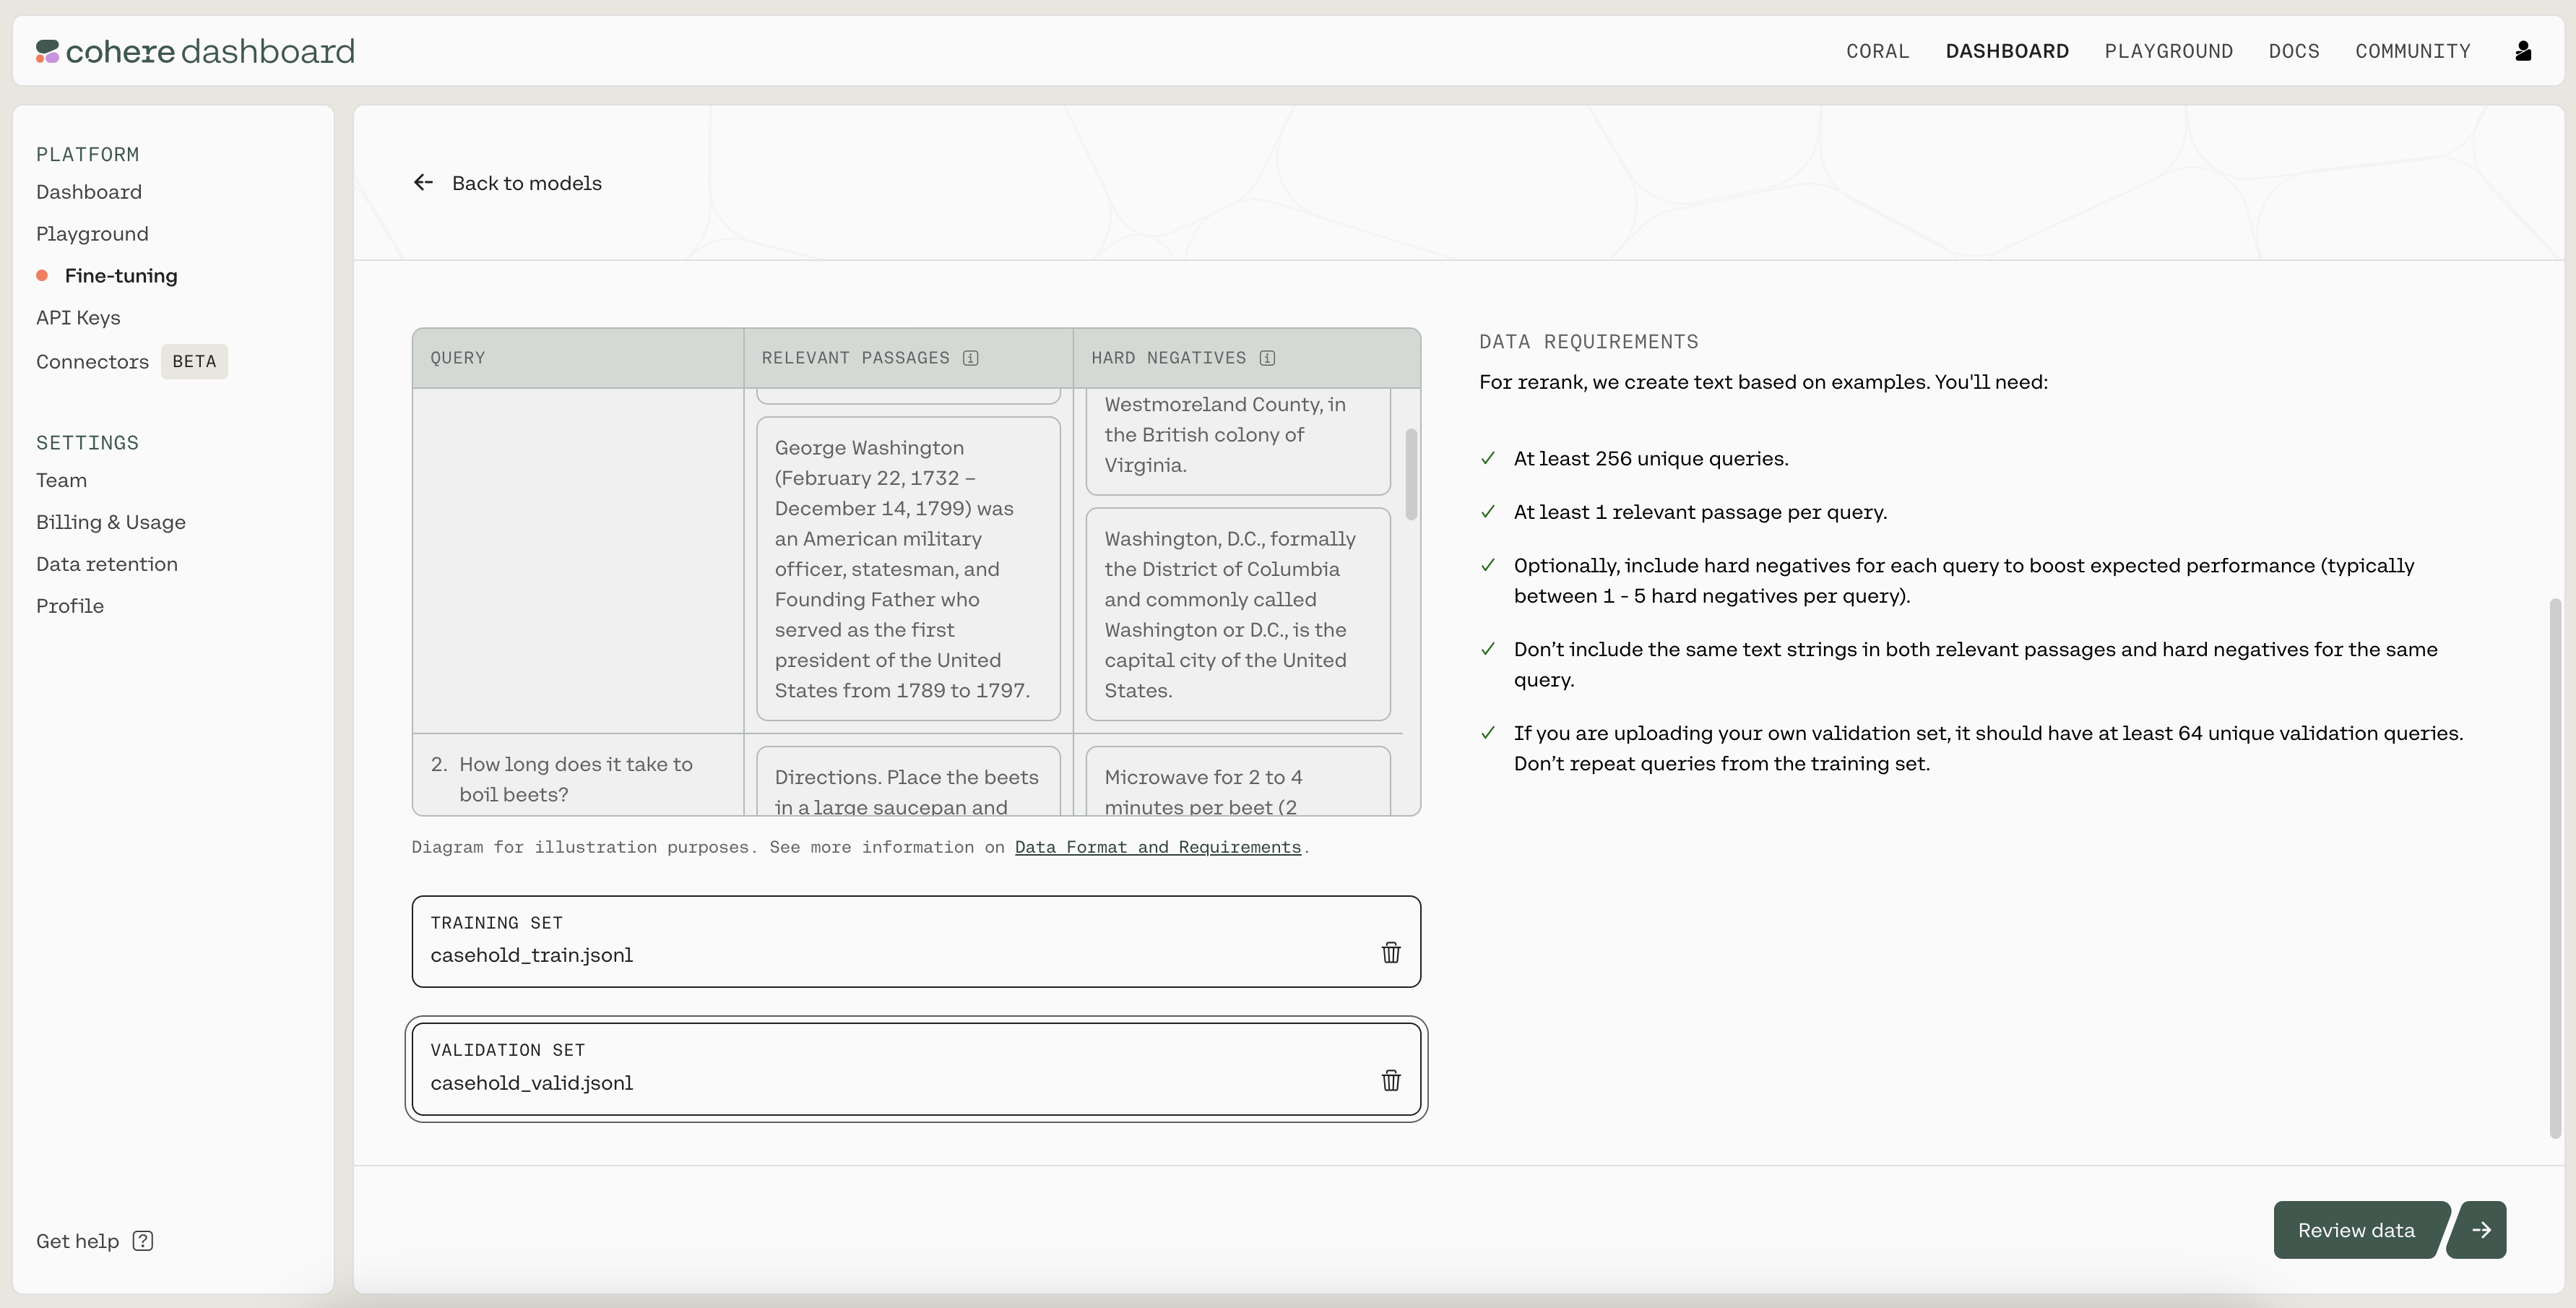 cohere dashboard
CORAL DASHBOARD PLAYGROUND DOCS COMMUNITY
PLATFORM
Dashboard
Playground
Fine-tuning
API Keys
Connectors BETA
SETTINGS
Team
Billing & Usage
Data retention
Profile
Get help ?
Back to models
QUERY
RELEVANT PASSAGES i
HARD NEGATIVES i
George Washington
(February 22, 1732 –
December 14, 1799) was
an American military
officer, statesman, and
Founding Father who
served as the first
president of the United
States from 1789 to 1797.
Westmoreland County, in
the British colony of
Virginia.
Washington, D.C., formally
the District of Columbia
and commonly called
Washington or D.C., is the
capital city of the United
States.
2. How long does it take to
boil beets?
Directions. Place the beets
in a large saucepan and
Microwave for 2 to 4
minutes per beet (2
Diagram for illustration purposes. See more information on Data Format and Requirements.
TRAINING SET
casehold_train.jsonl
VALIDATION SET
casehold_valid.jsonl
DATA REQUIREMENTS
For rerank, we create text based on examples. You'll need:
At least 256 unique queries.
At least 1 relevant passage per query.
Optionally, include hard negatives for each query to boost expected performance (typically
between 1 - 5 hard negatives per query).
Don’t include the same text strings in both relevant passages and hard negatives for the same
query.
If you are uploading your own validation set, it should have at least 64 unique validation queries.
Don’t repeat queries from the training set.
Review data